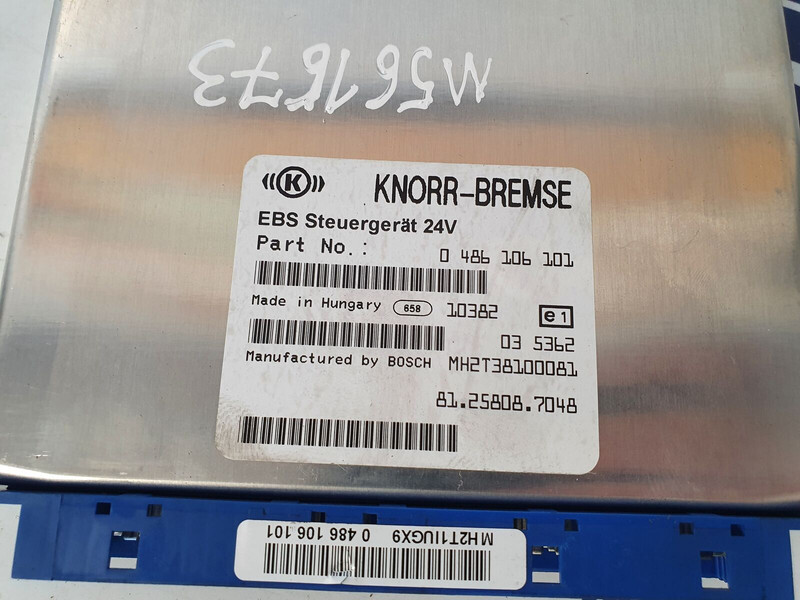 M561673
K KNORR-BREMSE
EBS Steuergerät 24V
Part No.: 0 486 106 101
Made in Hungary 658 10382 e1
03 5362
Manufactured by BOSCH MH2T38100081
81.25808.7048
MH2T1IUGX9 0 486 106 101